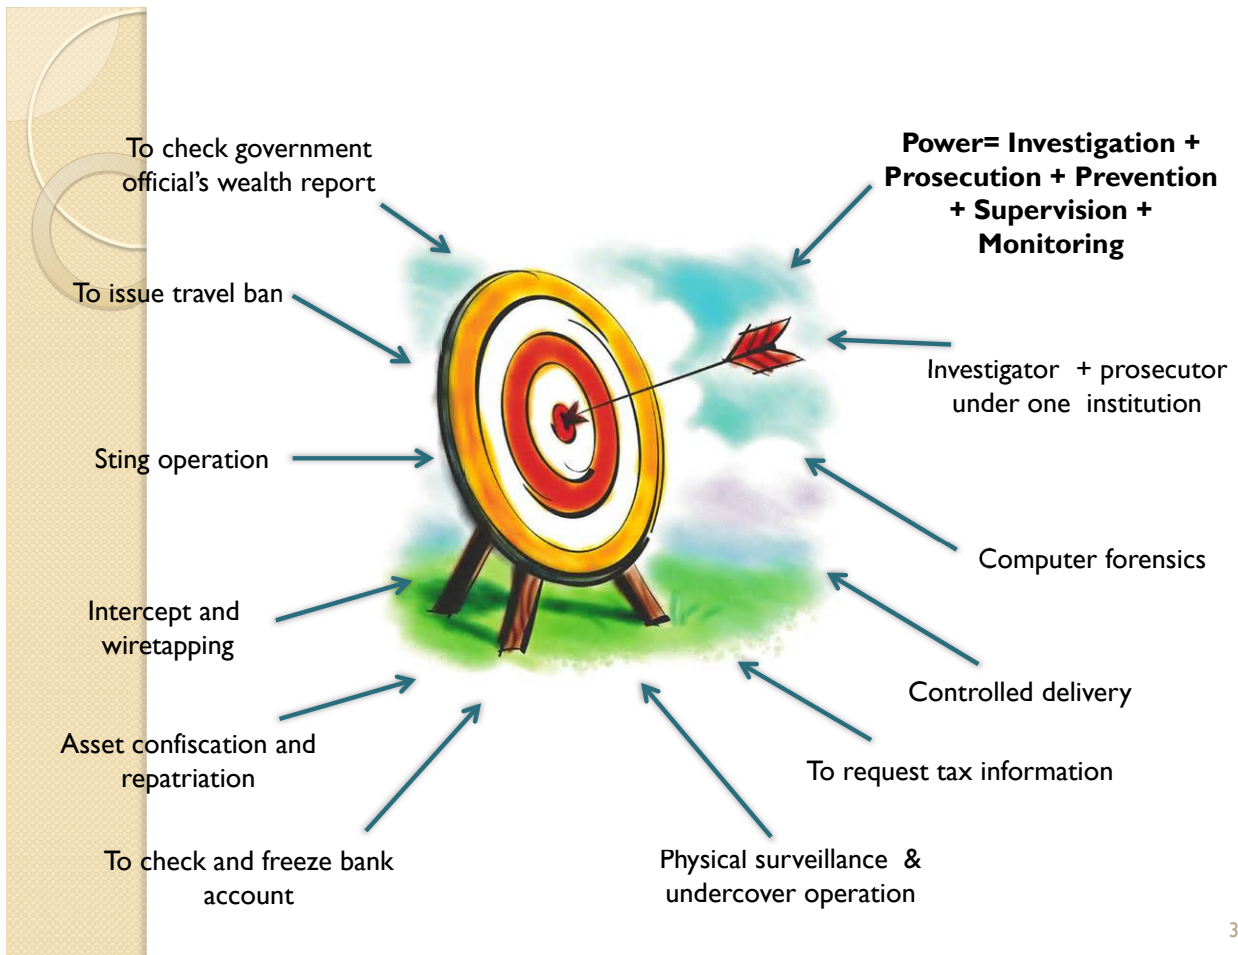 To check government
official’s wealth report
To issue travel ban
Sting operation
Intercept and
wiretapping
Asset confiscation and
repatriation
To check and freeze bank
account
Power= Investigation +
Prosecution + Prevention
+ Supervision +
Monitoring
Investigator + prosecutor
under one institution
Computer forensics
Controlled delivery
To request tax information
Physical surveillance &
undercover operation
3